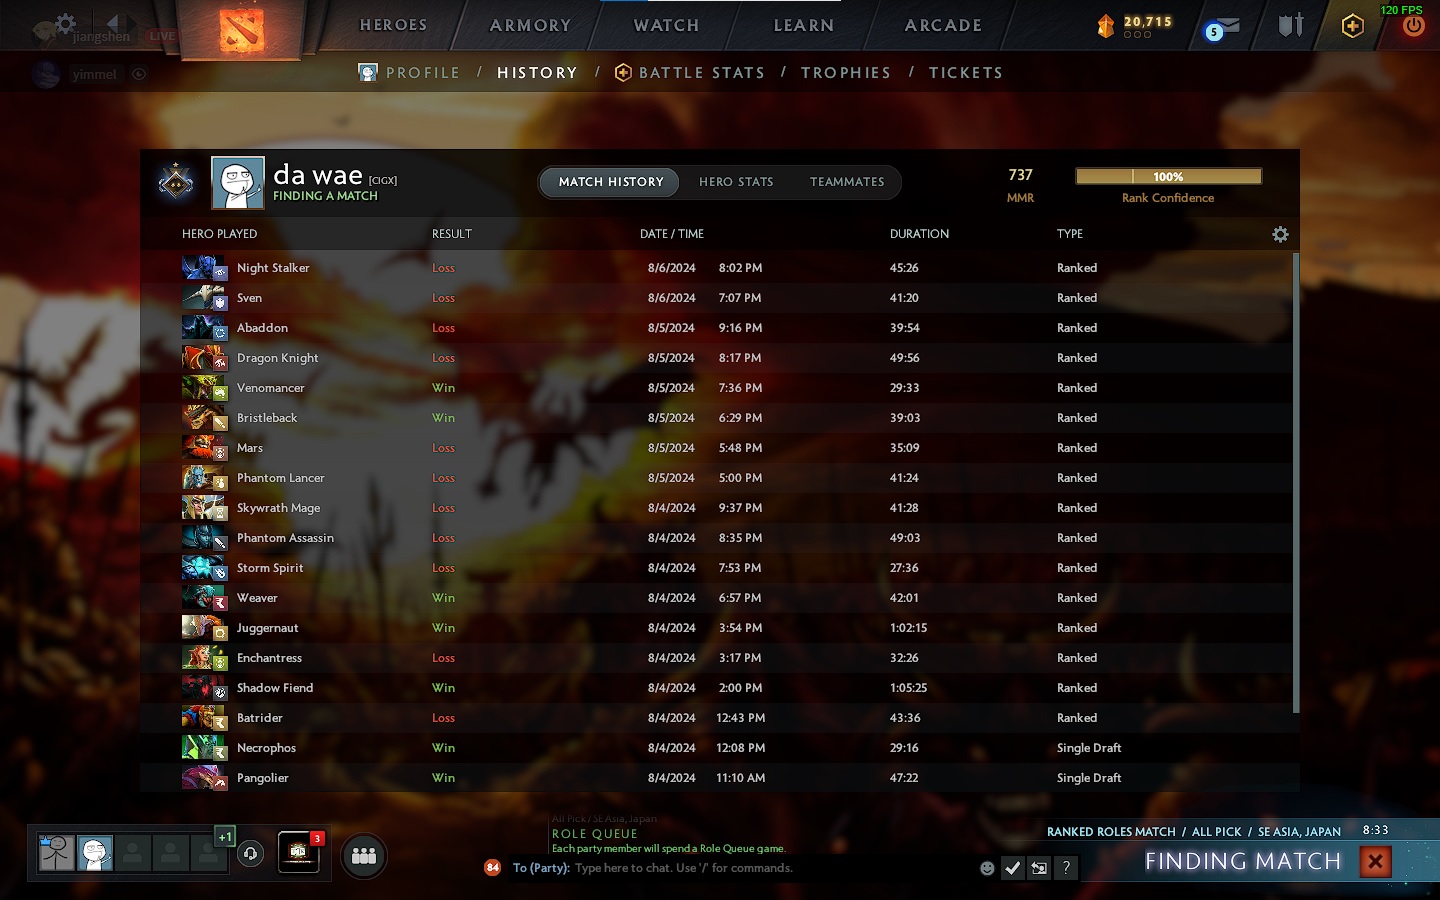 120 FPS
HEROES ARMORY WATCH LEARN ARCADE 20,715 5
jiangshen LIVE
yimmel
PROFILE / HISTORY / BATTLE STATS / TROPHIES / TICKETS
da wae [CIGX]
FINDING A MATCH
MATCH HISTORY HERO STATS TEAMMATES
737 100%
MMR Rank Confidence
HERO PLAYED RESULT DATE / TIME DURATION TYPE
Night Stalker Loss 8/6/2024 8:02 PM 45:26 Ranked
Sven Loss 8/6/2024 7:07 PM 41:20 Ranked
Abaddon Loss 8/5/2024 9:16 PM 39:54 Ranked
Dragon Knight Loss 8/5/2024 8:17 PM 49:56 Ranked
Venomancer Win 8/5/2024 7:36 PM 29:33 Ranked
Bristleback Win 8/5/2024 6:29 PM 39:03 Ranked
Mars Loss 8/5/2024 5:48 PM 35:09 Ranked
Phantom Lancer Loss 8/5/2024 5:00 PM 41:24 Ranked
Skywrath Mage Loss 8/4/2024 9:37 PM 41:28 Ranked
Phantom Assassin Loss 8/4/2024 8:35 PM 49:03 Ranked
Storm Spirit Loss 8/4/2024 7:53 PM 27:36 Ranked
Weaver Win 8/4/2024 6:57 PM 42:01 Ranked
Juggernaut Win 8/4/2024 3:54 PM 1:02:15 Ranked
Enchantress Loss 8/4/2024 3:17 PM 32:26 Ranked
Shadow Fiend Win 8/4/2024 2:00 PM 1:05:25 Ranked
Batrider Loss 8/4/2024 12:43 PM 43:36 Ranked
Necrophos Win 8/4/2024 12:08 PM 29:16 Single Draft
Pangolier Win 8/4/2024 11:10 AM 47:22 Single Draft
All Pick / SE Asia, Japan
ROLE QUEUE
Each party member will spend a Role Queue game.
+1 3
84 To (Party): Type here to chat. Use '/' for commands. ?
RANKED ROLES MATCH / ALL PICK / SE ASIA, JAPAN 8:33
FINDING MATCH